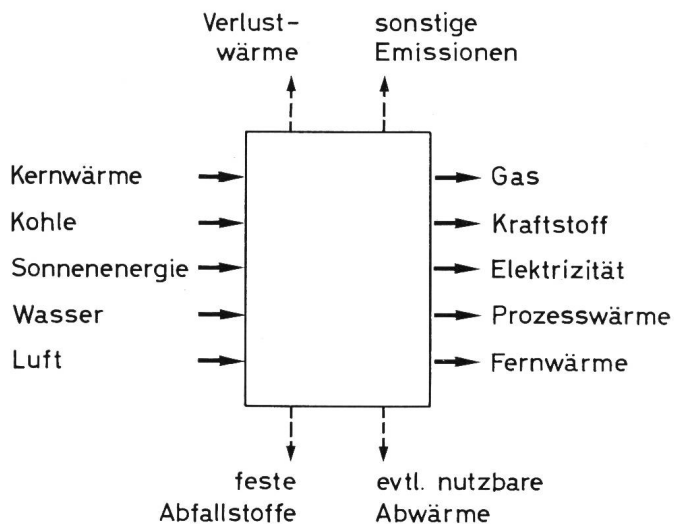 Verlust-
wärme
sonstige
Emissionen
Kernwärme
Kohle
Sonnenenergie
Wasser
Luft
Gas
Kraftstoff
Elektrizität
Prozesswärme
Fernwärme
feste
Abfallstoffe
evtl. nutzbare
Abwärme